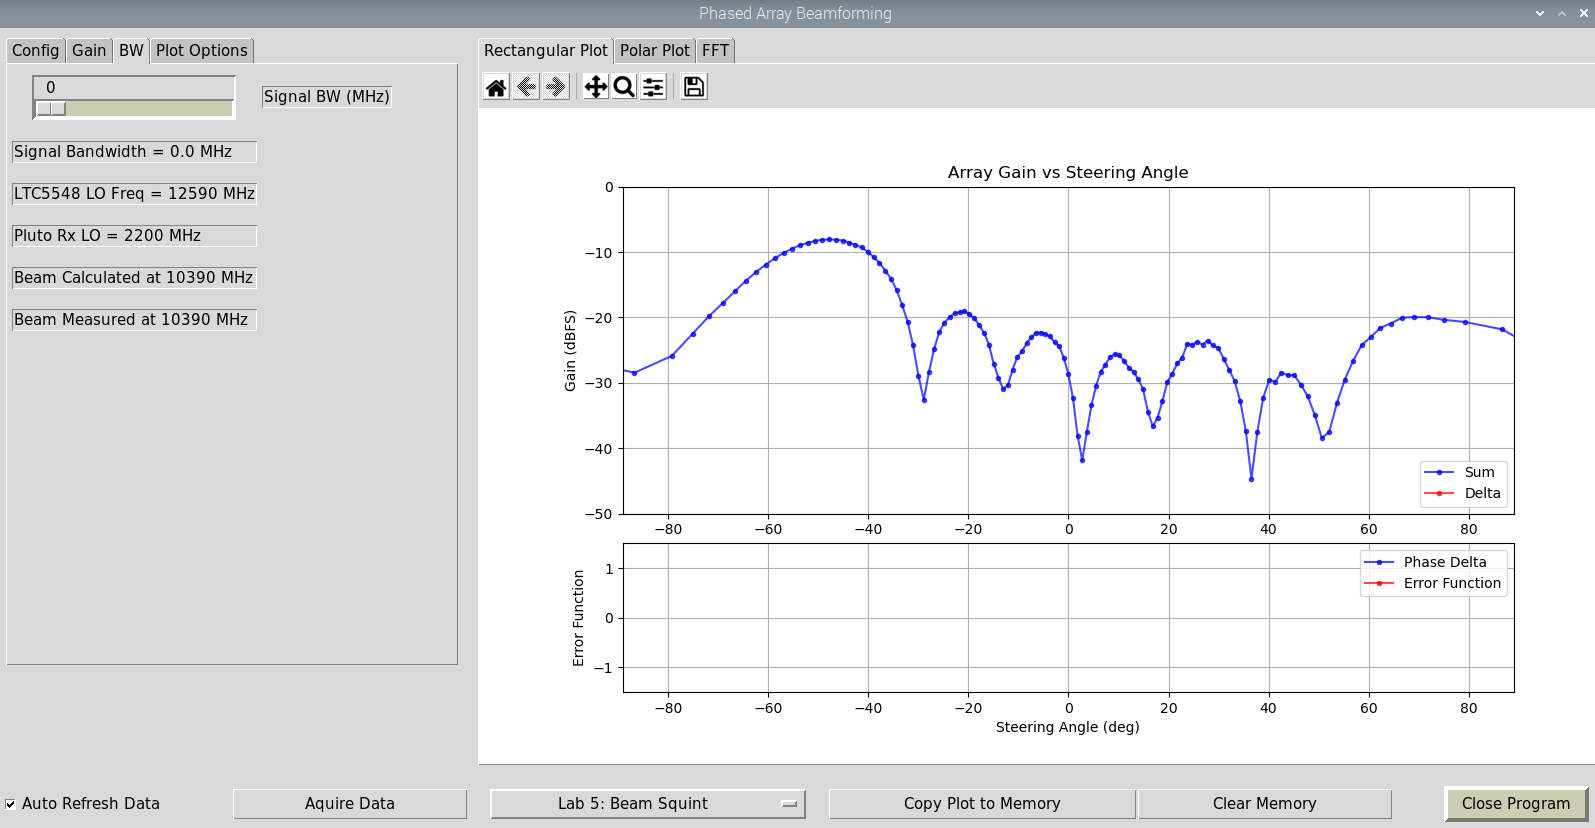 Phased Array Beamforming
Config Gain BW Plot Options
Rectangular Plot Polar Plot FFT
0
Signal BW (MHz)
Signal Bandwidth = 0.0 MHz
LTC5548 LO Freq = 12590 MHz
Pluto Rx LO = 2200 MHz
Beam Calculated at 10390 MHz
Beam Measured at 10390 MHz
Array Gain vs Steering Angle
Gain (dBFS)
0
−10
−20
−30
−40
−50
Sum
Delta
−80 −60 −40 −20 0 20 40 60 80
Error Function
1
0
−1
Phase Delta
Error Function
−80 −60 −40 −20 0 20 40 60 80
Steering Angle (deg)
Auto Refresh Data
Aquire Data
Lab 5: Beam Squint
Copy Plot to Memory
Clear Memory
Close Program